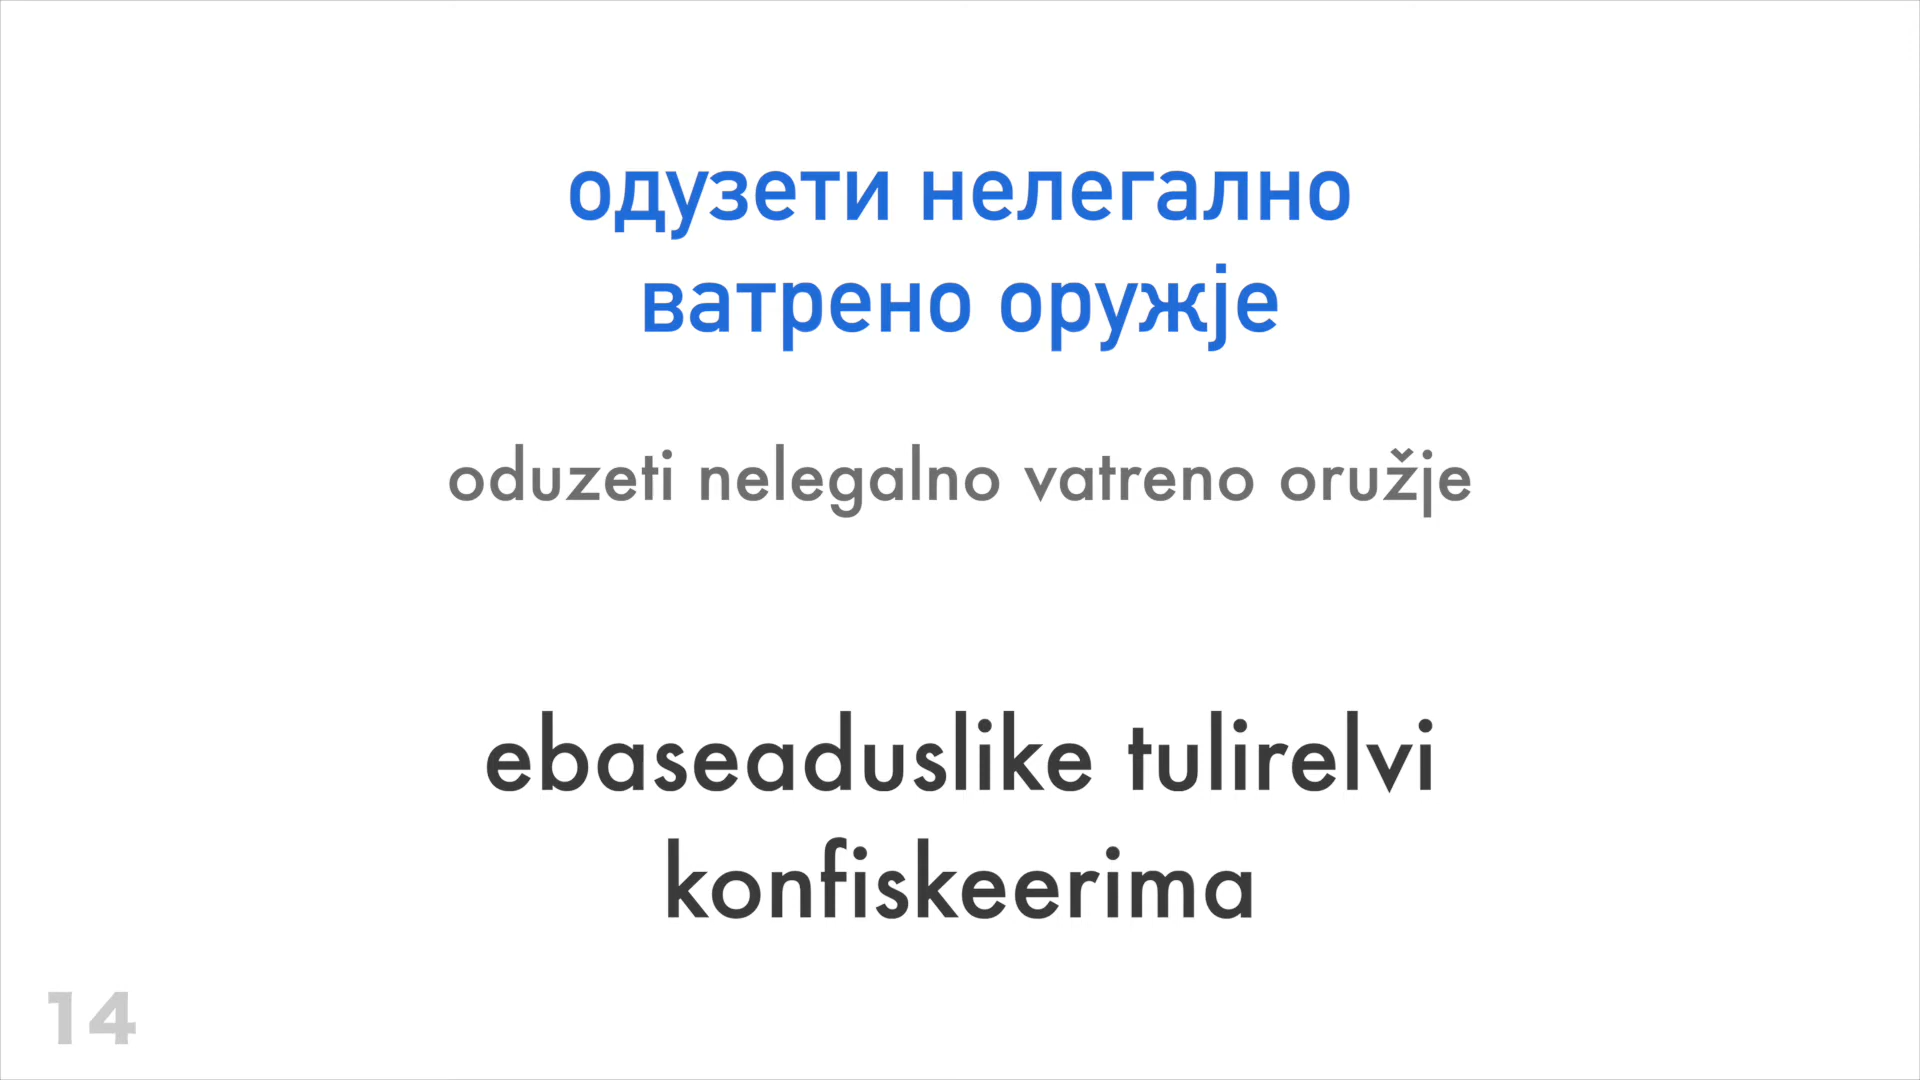 одузети нелегално
ватрено оружје
oduzeti nelegalno vatreno oružje
ebaseaduslike tulirelvi
konfiskeerima
14